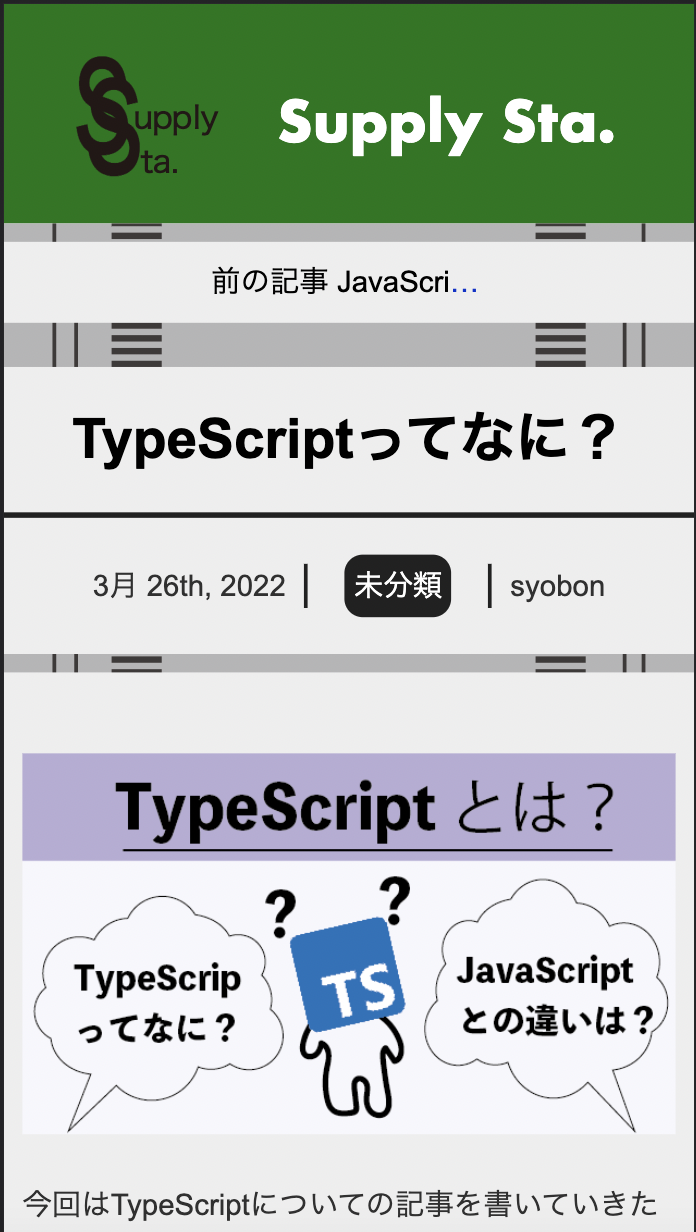 Supply
Sta.
Supply Sta.
前の記事 JavaScri…
TypeScriptってなに？
3月 26th, 2022 | 未分類 | syobon
TypeScript とは？
? ?
TypeScrip
ってなに？
TS
JavaScript
との違いは？
今回はTypeScriptについての記事を書いていきた